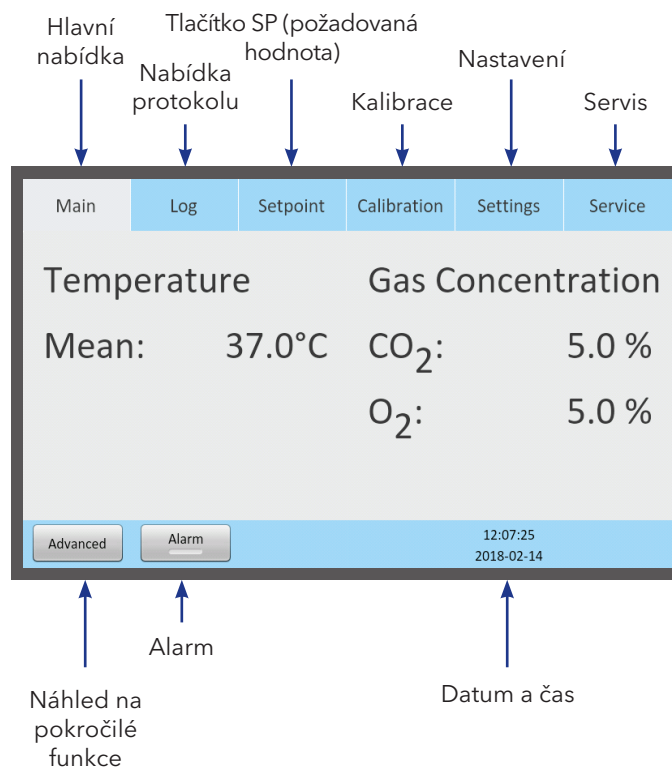 Hlavní
nabídka
Tlačítko SP (požadovaná
hodnota)
Nabídka
protokolu
Kalibrace
Nastavení
Servis
Main Log Setpoint Calibration Settings Service
Temperature Gas Concentration
Mean: 37.0°C CO₂: 5.0 %
O₂: 5.0 %
Advanced Alarm 12:07:25
2018-02-14
Alarm
Náhled na
pokročilé
funkce
Datum a čas